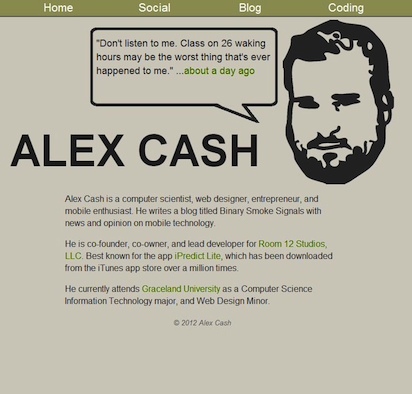 Home Social Blog Coding
"Don't listen to me. Class on 26 waking
hours may be the worst thing that's ever
happened to me." ...about a day ago
ALEX CASH
Alex Cash is a computer scientist, web designer, entrepreneur, and
mobile enthusiast. He writes a blog titled Binary Smoke Signals with
news and opinion on mobile technology.
He is co-founder, co-owner, and lead developer for Room 12 Studios,
LLC. Best known for the app iPredict Lite, which has been downloaded
from the iTunes app store over a million times.
He currently attends Graceland University as a Computer Science
Information Technology major, and Web Design Minor.
© 2012 Alex Cash